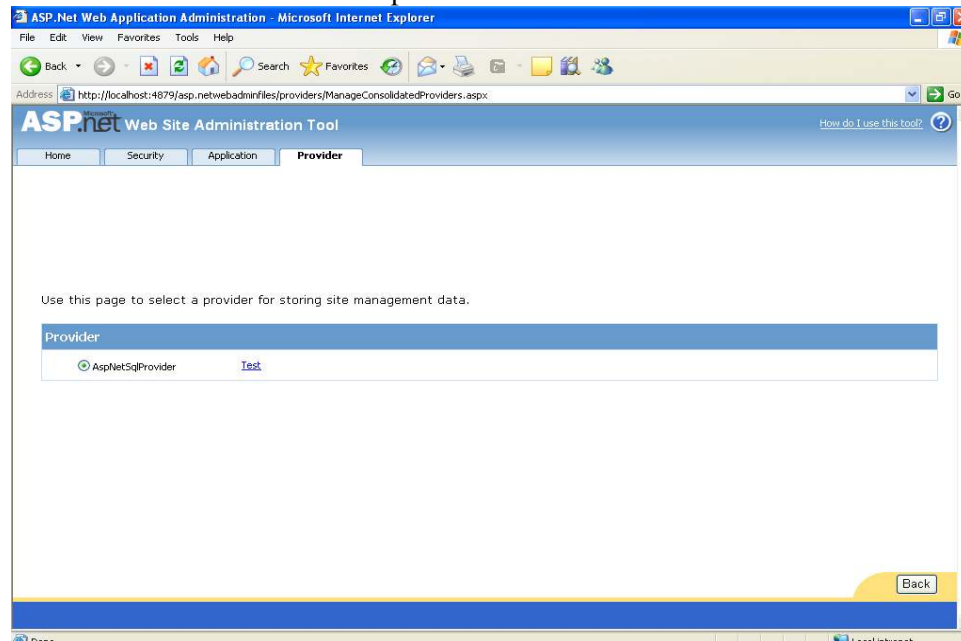 ASP.Net Web Application Administration - Microsoft Internet Explorer
File Edit View Favorites Tools Help
Back Search Favorites
Address http://localhost:4879/asp.netwebadminfiles/providers/ManageConsolidatedProviders.aspx Go
Microsoft
ASP.net Web Site Administration Tool How do I use this tool? ?
Home Security Application Provider
Use this page to select a provider for storing site management data.
Provider
AspNetSqlProvider Test
Back
Done Local intranet